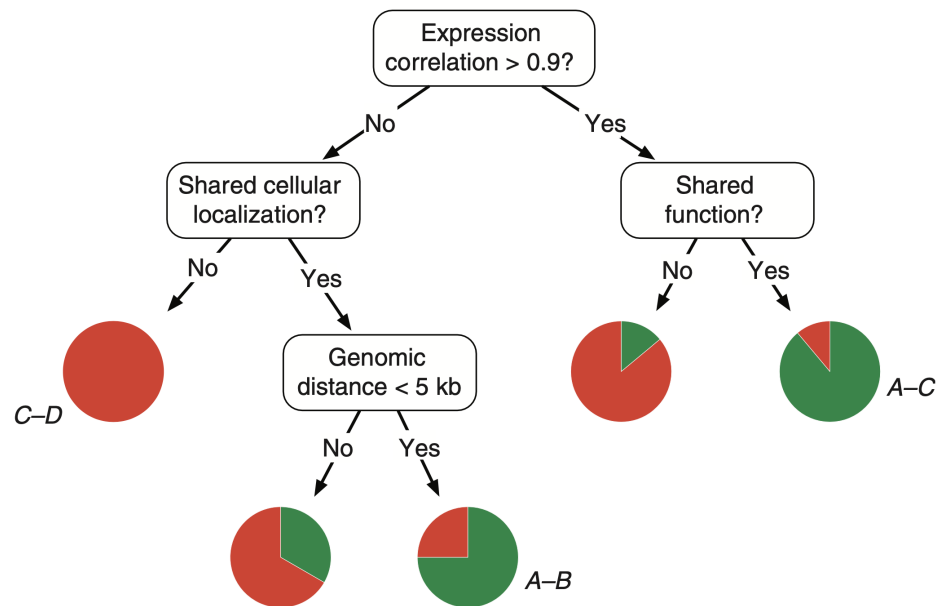 Expression
correlation > 0.9?
No
Yes
Shared cellular
localization?
Shared
function?
No
Yes
No
Yes
Genomic
distance < 5 kb
C–D
A–C
No
Yes
A–B